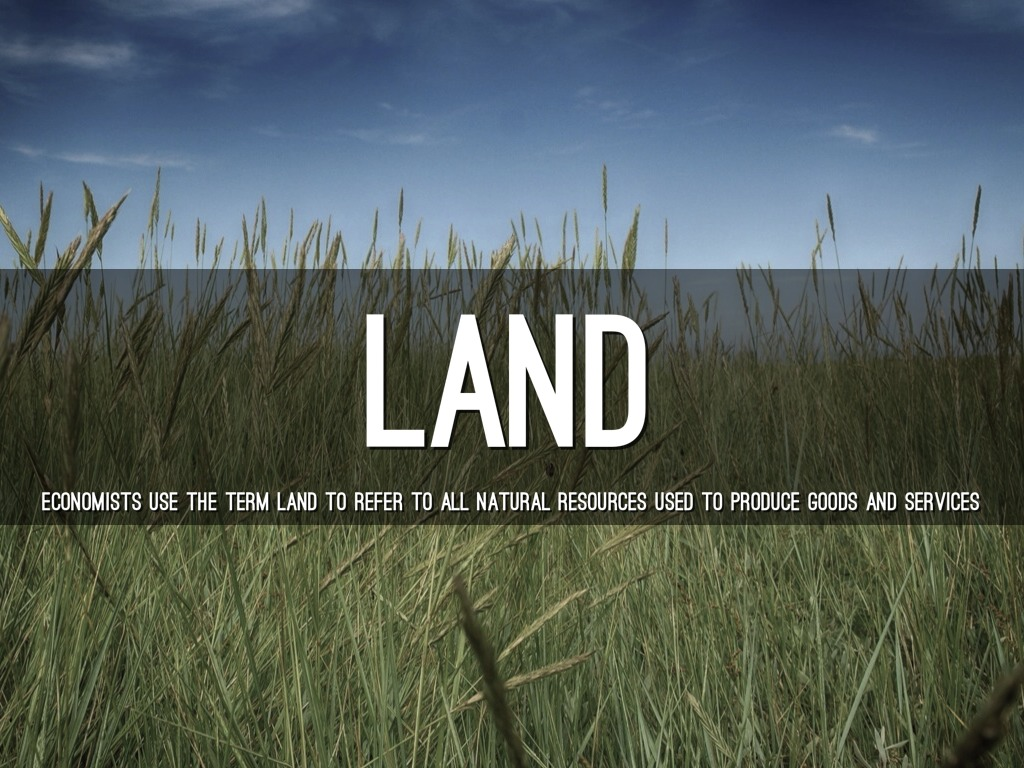 LAND
ECONOMISTS USE THE TERM LAND TO REFER TO ALL NATURAL RESOURCES USED TO PRODUCE GOODS AND SERVICES